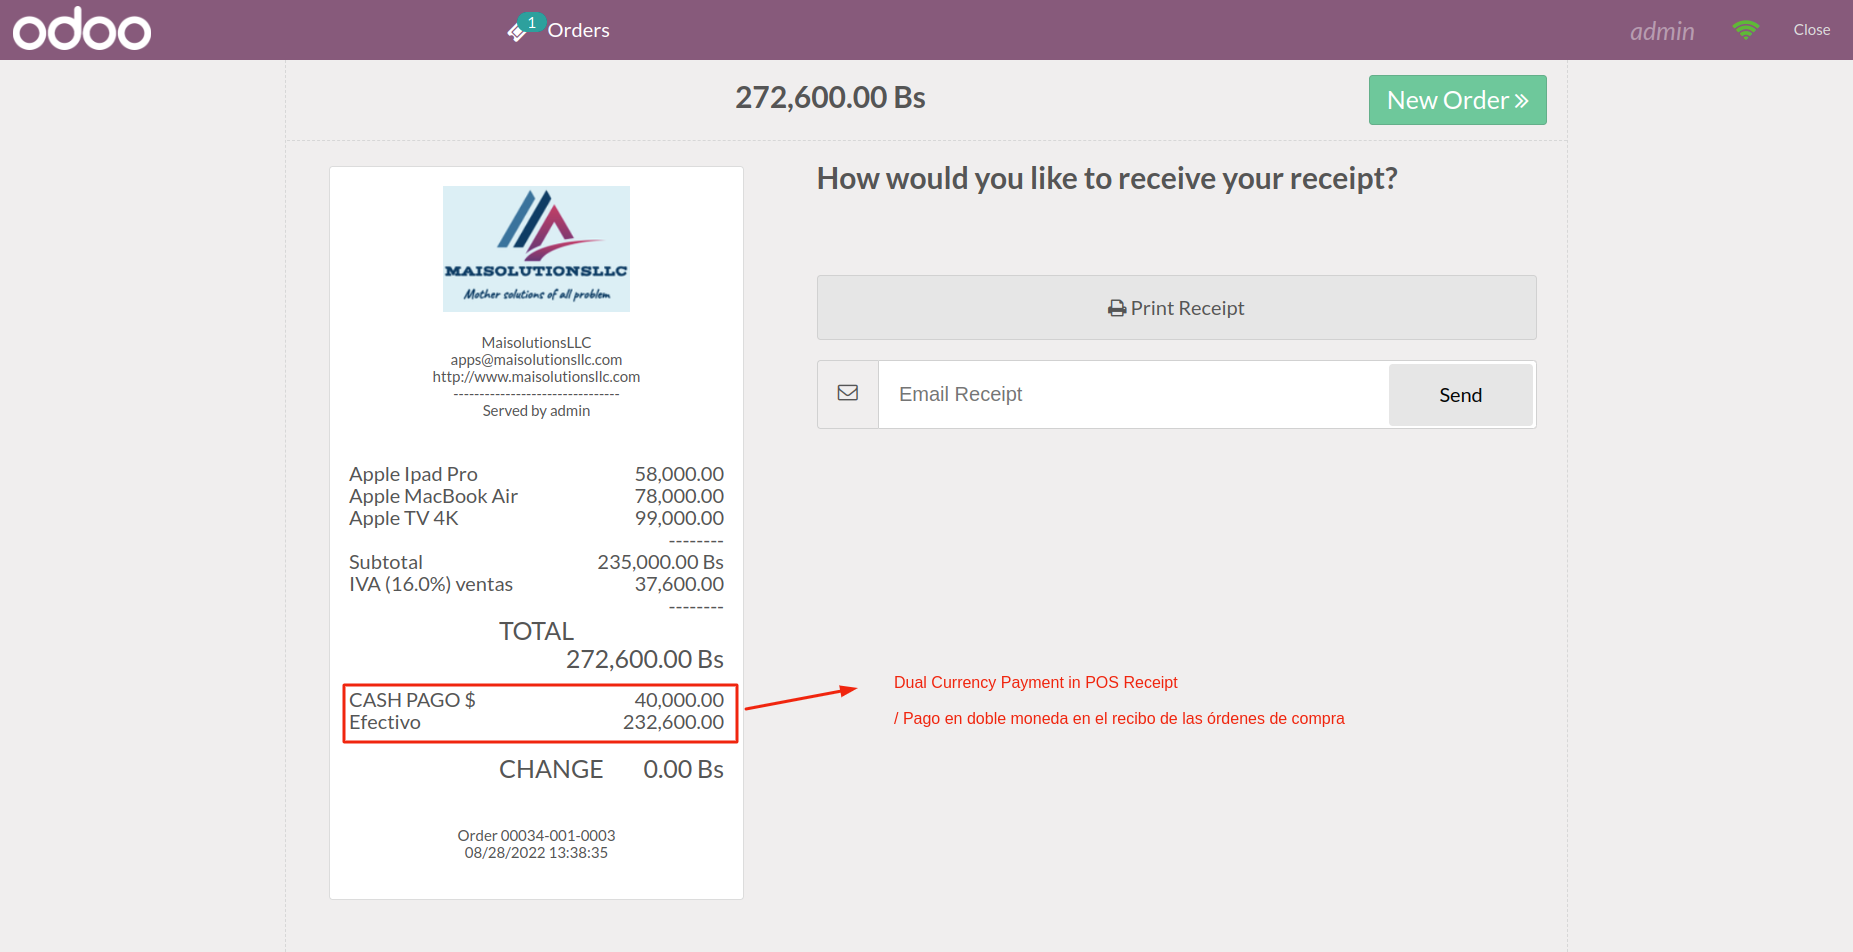 odoo
1
Orders
admin
Close
272,600.00 Bs
New Order
MAISOLUTIONSLLC
Mother solutions of all problem
MaisolutionsLLC
apps@maisolutionsllc.com
http://www.maisolutionsllc.com
--------------------------------
Served by admin
Apple Ipad Pro 58,000.00
Apple MacBook Air 78,000.00
Apple TV 4K 99,000.00
--------
Subtotal 235,000.00 Bs
IVA (16.0%) ventas 37,600.00
--------
TOTAL
272,600.00 Bs
CASH PAGO $ 40,000.00
Efectivo 232,600.00
CHANGE 0.00 Bs
Order 00034-001-0003
08/28/2022 13:38:35
How would you like to receive your receipt?
Print Receipt
Email Receipt
Send
Dual Currency Payment in POS Receipt
/ Pago en doble moneda en el recibo de las órdenes de compra